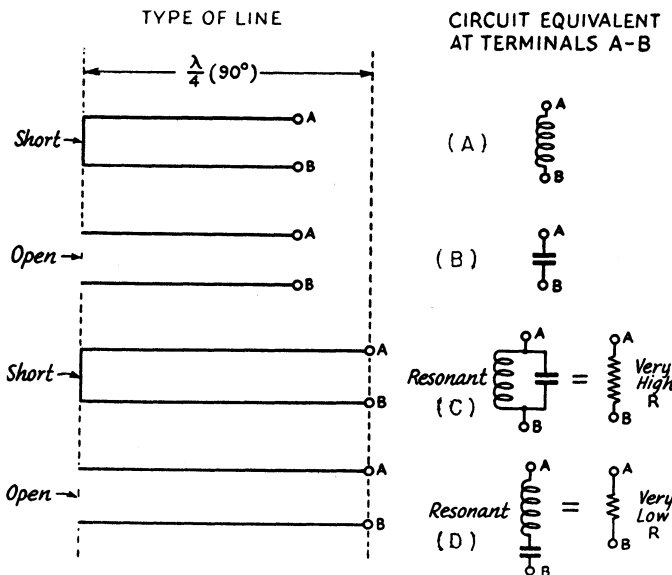 TYPE OF LINE
CIRCUIT EQUIVALENT
AT TERMINALS A-B
λ/4 (90°)
Short
A
B
(A)
A
B
Open
A
B
(B)
A
B
Short
A
B
Resonant
(C)
A
B
=
A
B
Very
High
R
Open
A
B
Resonant
(D)
A
B
=
A
B
Very
Low
R